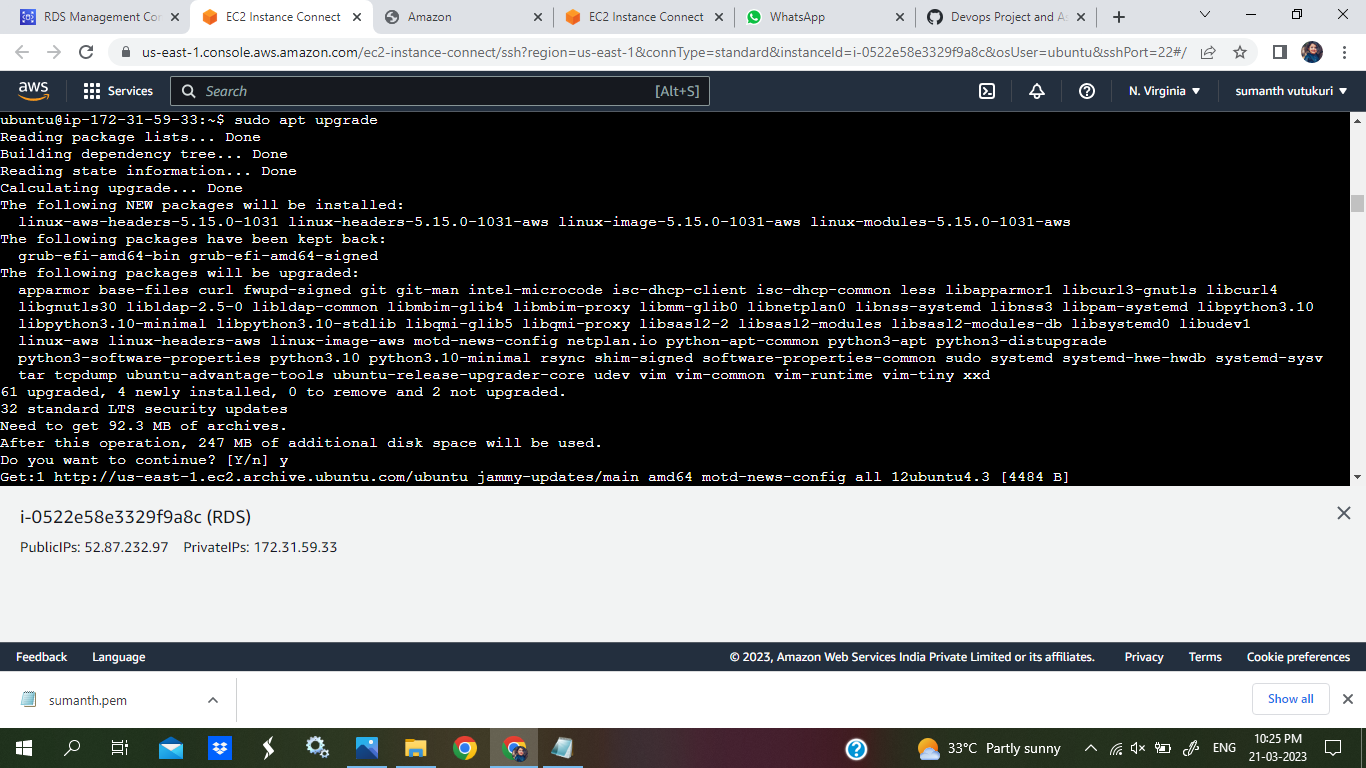 RDS Management Co
EC2 Instance Connect
Amazon
EC2 Instance Connect
WhatsApp
Devops Project and A
us-east-1.console.aws.amazon.com/ec2-instance-connect/ssh?region=us-east-1&connType=standard&instanceId=i-0522e58e3329f9a8c&osUser=ubuntu&sshPort=22#/
aws Services Search [Alt+S] N. Virginia sumanth vutukuri
ubuntu@ip-172-31-59-33:~$ sudo apt upgrade
Reading package lists... Done
Building dependency tree... Done
Reading state information... Done
Calculating upgrade... Done
The following NEW packages will be installed:
linux-aws-headers-5.15.0-1031 linux-headers-5.15.0-1031-aws linux-image-5.15.0-1031-aws linux-modules-5.15.0-1031-aws
The following packages have been kept back:
grub-efi-amd64-bin grub-efi-amd64-signed
The following packages will be upgraded:
apparmor base-files curl fwupd-signed git git-man intel-microcode isc-dhcp-client isc-dhcp-common less libapparmor1 libcurl3-gnutls libcurl4
libgnutls30 libldap-2.5-0 libldap-common libmbim-glib4 libmbim-proxy libmm-glib0 libnetplan0 libnss-systemd libnss3 libpam-systemd libpython3.10
libpython3.10-minimal libpython3.10-stdlib libqmi-glib5 libqmi-proxy libsasl2-2 libsasl2-modules libsasl2-modules-db libsystemd0 libudev1
linux-aws linux-headers-aws linux-image-aws motd-news-config netplan.io python-apt-common python3-apt python3-distupgrade
python3-software-properties python3.10 python3.10-minimal rsync shim-signed software-properties-common sudo systemd systemd-hwe-hwdb systemd-sysv
tar tcpdump ubuntu-advantage-tools ubuntu-release-upgrader-core udev vim vim-common vim-runtime vim-tiny xxd
61 upgraded, 4 newly installed, 0 to remove and 2 not upgraded.
32 standard LTS security updates
Need to get 92.3 MB of archives.
After this operation, 247 MB of additional disk space will be used.
Do you want to continue? [Y/n] y
Get:1 http://us-east-1.ec2.archive.ubuntu.com/ubuntu jammy-updates/main amd64 motd-news-config all 12ubuntu4.3 [4484 B]
i-0522e58e3329f9a8c (RDS)
PublicIPs: 52.87.232.97 PrivateIPs: 172.31.59.33
Feedback Language © 2023, Amazon Web Services India Private Limited or its affiliates. Privacy Terms Cookie preferences
sumanth.pem Show all
33°C Partly sunny ENG 10:25 PM
21-03-2023